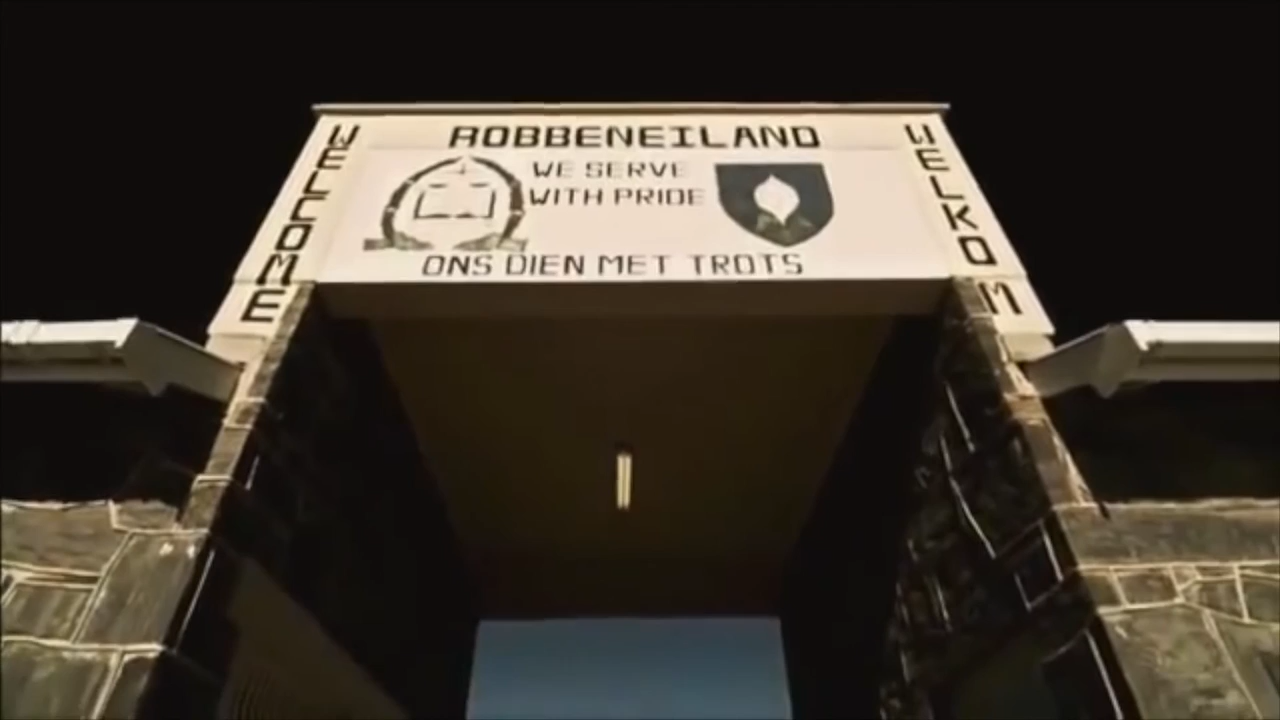 ROBBENEILAND
WELCOME
WE SERVE
WITH PRIDE
WELKOM
ONS DIEN MET TROTS